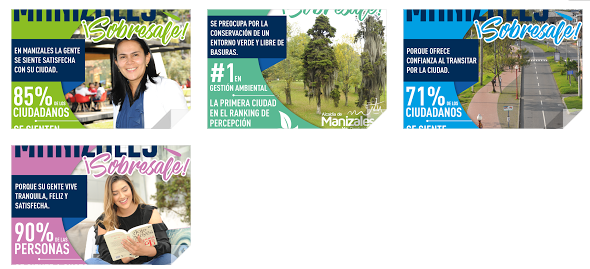 MANIZALES
¡Sobresale!
EN MANIZALES LA GENTE
SE SIENTE SATISFECHA
CON SU CIUDAD.
85% DE LOS
CIUDADANOS
SE SIENTEN
SE PREOCUPA POR LA
CONSERVACIÓN DE UN
ENTORNO VERDE Y LIBRE DE
BASURAS.
#1 EN
GESTIÓN AMBIENTAL
LA PRIMERA CIUDAD
EN EL RANKING DE
PERCEPCIÓN
Alcaldía de
Manizales
MANIZALES
¡Sobresale!
PORQUE OFRECE
CONFIANZA AL TRANSITAR
POR LA CIUDAD.
71% DE LOS
CIUDADANOS
SE SIENTE
MANIZALES
¡Sobresale!
PORQUE SU GENTE VIVE
TRANQUILA, FELIZ Y
SATISFECHA.
90% DE LAS
PERSONAS